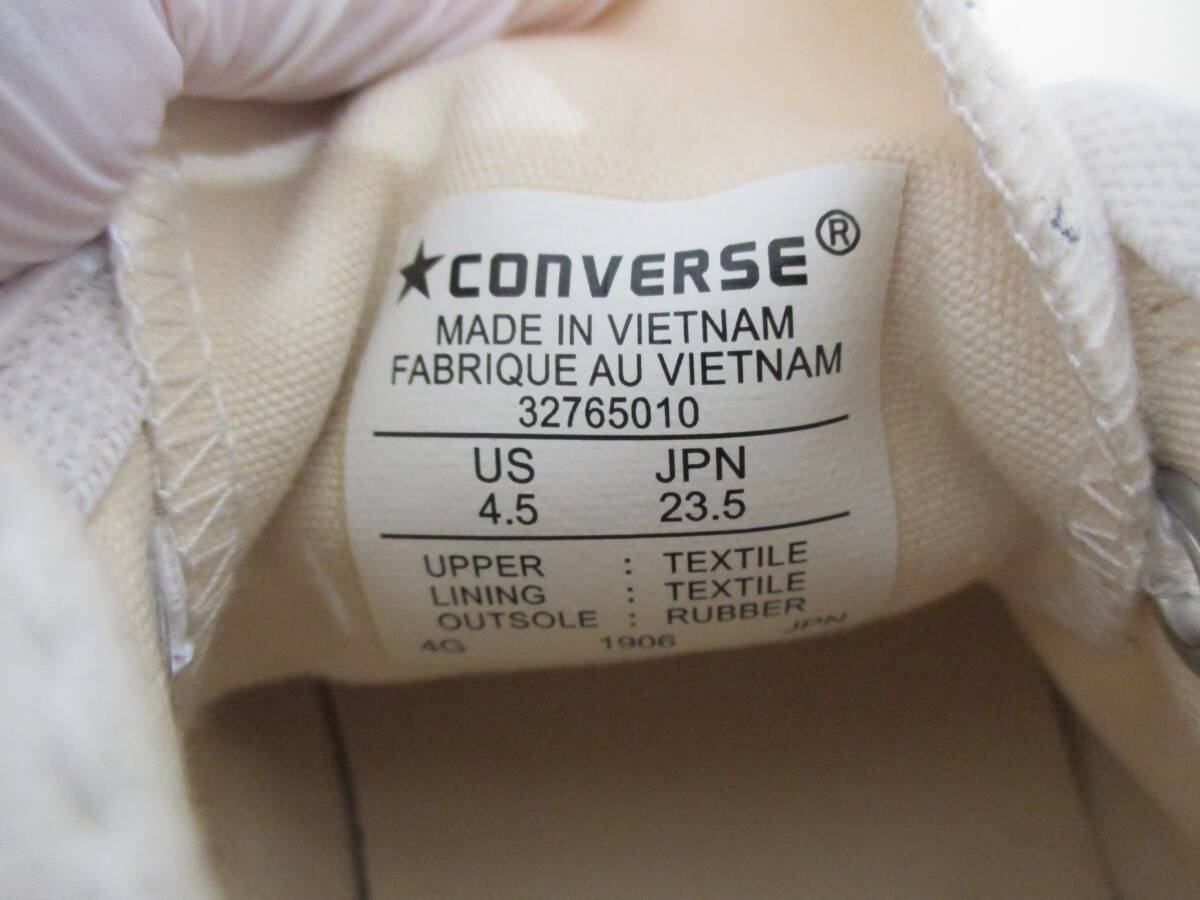 ★CONVERSE®
MADE IN VIETNAM
FABRIQUE AU VIETNAM
32765010
US JPN
4.5 23.5
UPPER : TEXTILE
LINING : TEXTILE
OUTSOLE : RUBBER
4G 1906 JPN